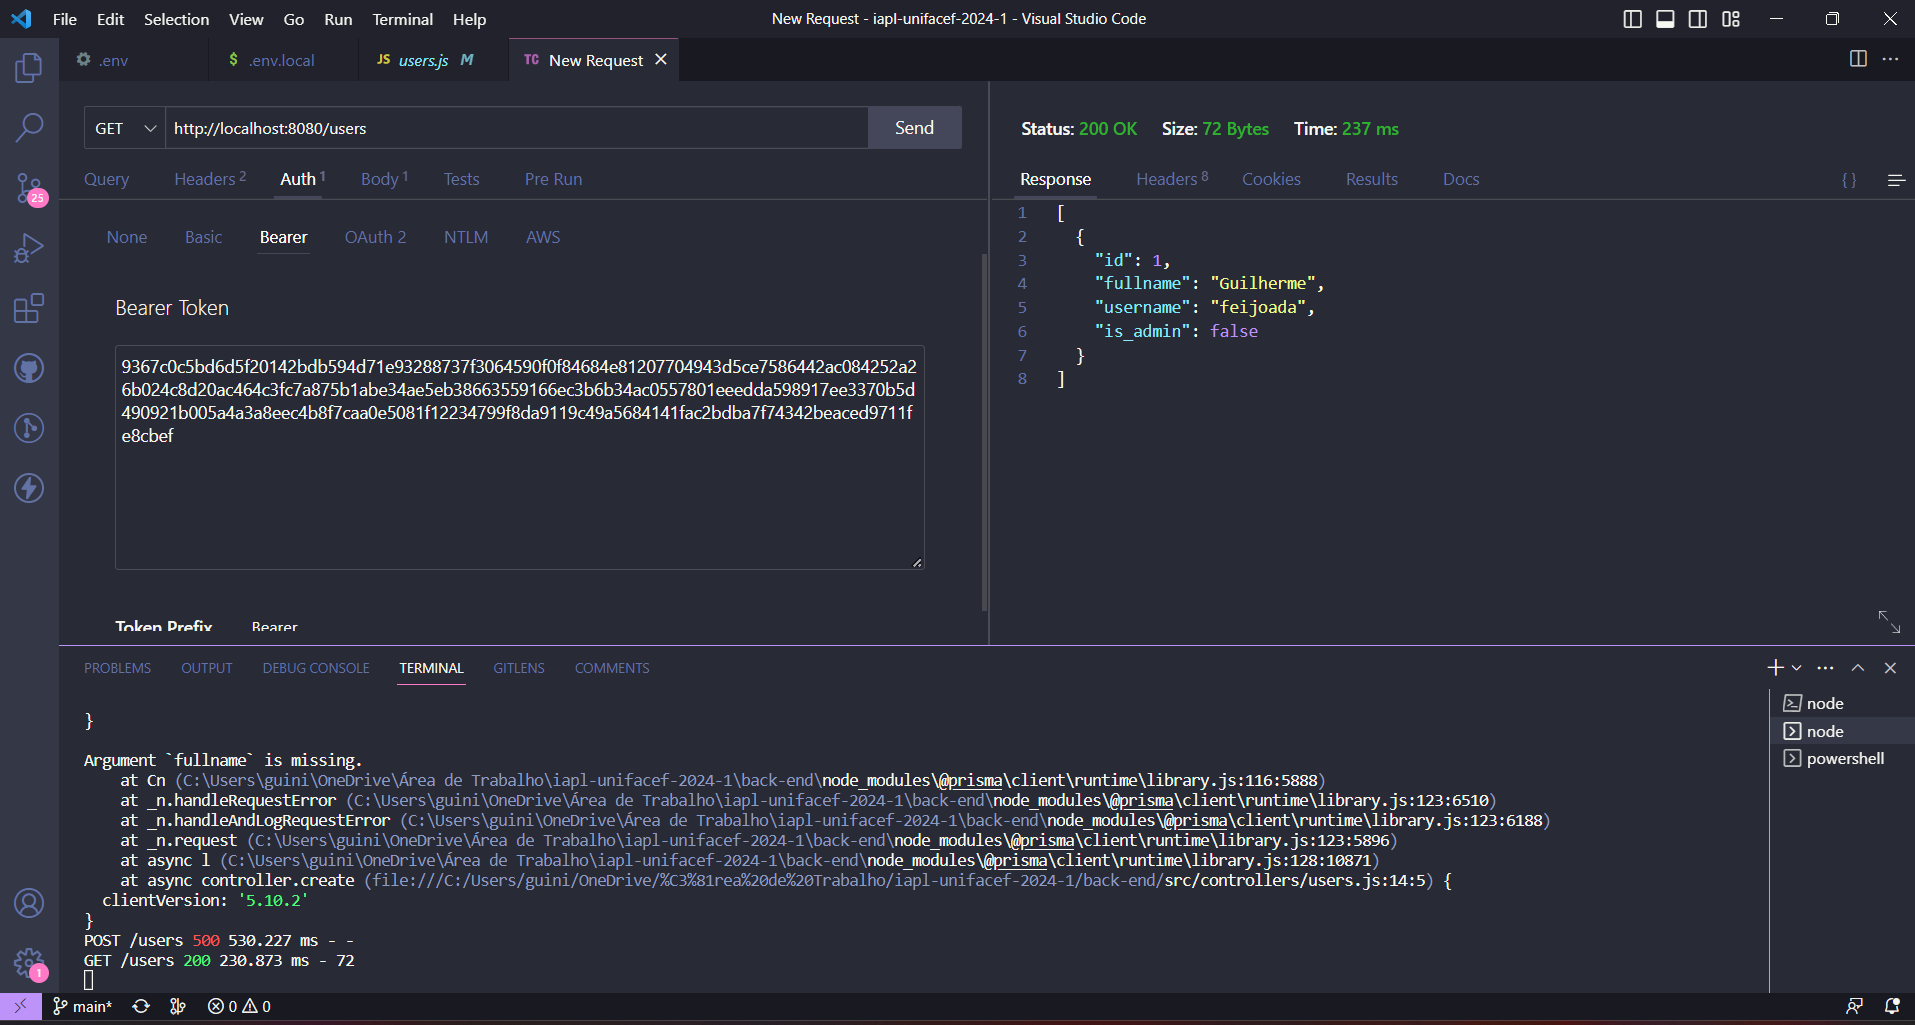 File Edit Selection View Go Run Terminal Help
New Request - iapl-unifacef-2024-1 - Visual Studio Code
.env
$ .env.local
JS users.js M
TC New Request
25
1
GET
http://localhost:8080/users
Send
Query Headers 2 Auth 1 Body 1 Tests Pre Run
None Basic Bearer OAuth 2 NTLM AWS
Bearer Token
9367c0c5bd6d5f20142bdb594d71e93288737f3064590f0f84684e81207704943d5ce7586442ac084252a2
6b024c8d20ac464c3fc7a875b1abe34ae5eb38663559166ec3b6b34ac0557801eeedda598917ee3370b5d
490921b005a4a3a8eec4b8f7caa0e5081f12234799f8da9119c49a5684141fac2bdba7f74342beaced9711f
e8cbef
Token Prefix Bearer
Status: 200 OK Size: 72 Bytes Time: 237 ms
Response Headers 8 Cookies Results Docs {}
1 [
2 {
3 "id": 1,
4 "fullname": "Guilherme",
5 "username": "feijoada",
6 "is_admin": false
7 }
8 ]
PROBLEMS OUTPUT DEBUG CONSOLE TERMINAL GITLENS COMMENTS
}
Argument `fullname` is missing.
at Cn (C:\Users\guini\OneDrive\Área de Trabalho\iapl-unifacef-2024-1\back-end\node_modules\@prisma\client\runtime\library.js:116:5888)
at _n.handleRequestError (C:\Users\guini\OneDrive\Área de Trabalho\iapl-unifacef-2024-1\back-end\node_modules\@prisma\client\runtime\library.js:123:6510)
at _n.handleAndLogRequestError (C:\Users\guini\OneDrive\Área de Trabalho\iapl-unifacef-2024-1\back-end\node_modules\@prisma\client\runtime\library.js:123:6188)
at _n.request (C:\Users\guini\OneDrive\Área de Trabalho\iapl-unifacef-2024-1\back-end\node_modules\@prisma\client\runtime\library.js:123:5896)
at async l (C:\Users\guini\OneDrive\Área de Trabalho\iapl-unifacef-2024-1\back-end\node_modules\@prisma\client\runtime\library.js:128:10871)
at async controller.create (file:///C:/Users/guini/OneDrive/%C3%81rea%20de%20Trabalho/iapl-unifacef-2024-1/back-end/src/controllers/users.js:14:5) {
clientVersion: '5.10.2'
}
POST /users 500 530.227 ms - -
GET /users 200 230.873 ms - 72
node
node
powershell
main* 0 0